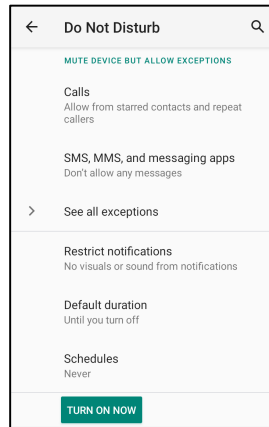 Do Not Disturb
MUTE DEVICE BUT ALLOW EXCEPTIONS
Calls
Allow from starred contacts and repeat
callers
SMS, MMS, and messaging apps
Don't allow any messages
See all exceptions
Restrict notifications
No visuals or sound from notifications
Default duration
Until you turn off
Schedules
Never
TURN ON NOW